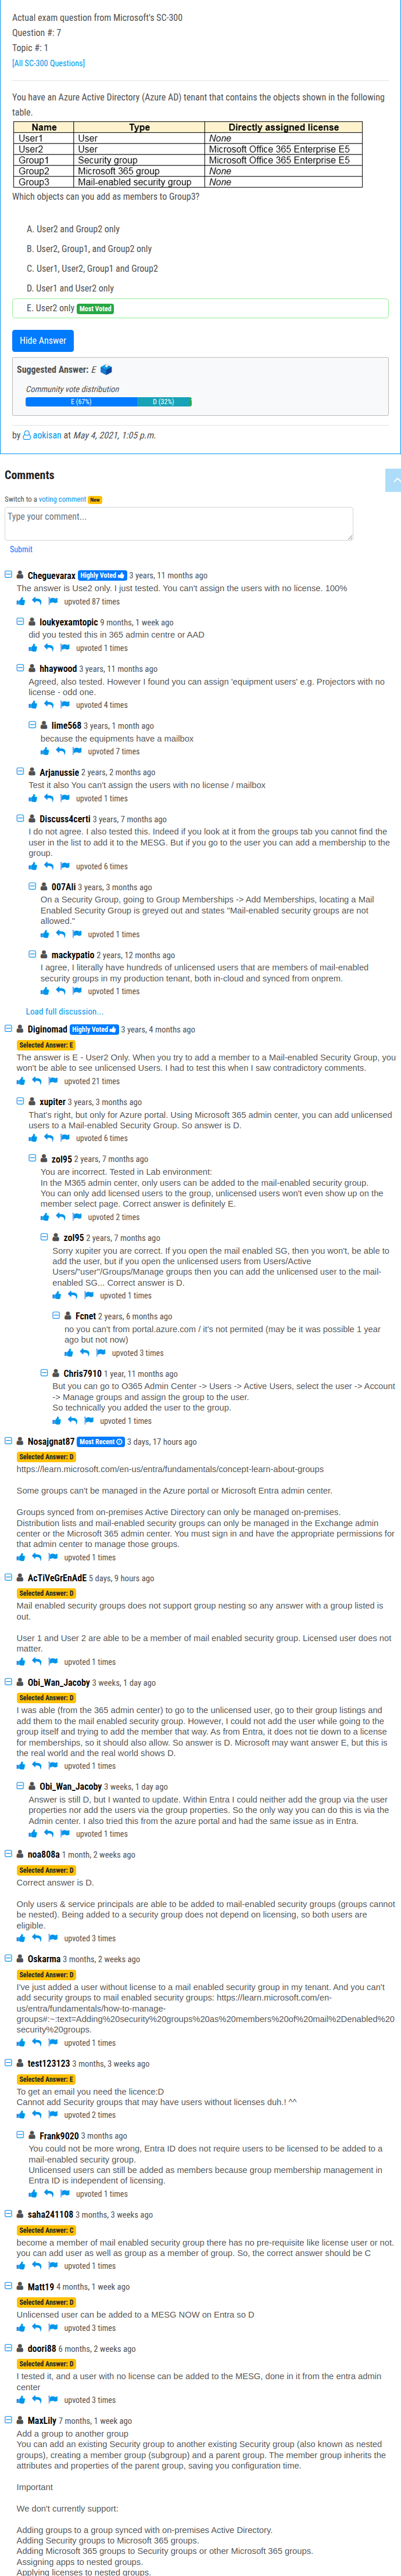 Actual exam question from Microsoft's SC-300
Question #: 7
Topic #: 1
[All SC-300 Questions]
You have an Azure Active Directory (Azure AD) tenant that contains the objects shown in the following
table.
Name Type Directly assigned license
User1 User None
User2 User Microsoft Office 365 Enterprise E5
Group1 Security group Microsoft Office 365 Enterprise E5
Group2 Microsoft 365 group None
Group3 Mail-enabled security group None
Which objects can you add as members to Group3?
A. User2 and Group2 only
B. User2, Group1, and Group2 only
C. User1, User2, Group1 and Group2
D. User1 and User2 only
E. User2 only Most Voted
Hide Answer
Suggested Answer: E
Community vote distribution
E (67%) D (32%)
by aokisan at May 4, 2021, 1:05 p.m.
Comments
Switch to a voting comment New
Type your comment...
Submit
Cheguevarax Highly Voted 3 years, 11 months ago
The answer is Use2 only. I just tested. You can't assign the users with no license. 100%
upvoted 87 times
loukyexamtopic 9 months, 1 week ago
did you tested this in 365 admin centre or AAD
upvoted 1 times
hhaywood 3 years, 11 months ago
Agreed, also tested. However I found you can assign 'equipment users' e.g. Projectors with no
license - odd one.
upvoted 4 times
lime568 3 years, 1 month ago
because the equipments have a mailbox
upvoted 7 times
Arjanussie 2 years, 2 months ago
Test it also You can't assign the users with no license / mailbox
upvoted 1 times
Discuss4certi 3 years, 7 months ago
I do not agree. I also tested this. Indeed if you look at it from the groups tab you cannot find the
user in the list to add it to the MESG. But if you go to the user you can add a membership to the
group.
upvoted 6 times
007Ali 3 years, 3 months ago
On a Security Group, going to Group Memberships -> Add Memberships, locating a Mail
Enabled Security Group is greyed out and states "Mail-enabled security groups are not
allowed."
upvoted 1 times
mackypatio 2 years, 12 months ago
I agree, I literally have hundreds of unlicensed users that are members of mail-enabled
security groups in my production tenant, both in-cloud and synced from onprem.
upvoted 1 times
Load full discussion...
Diginomad Highly Voted 3 years, 4 months ago
Selected Answer: E
The answer is E - User2 Only. When you try to add a member to a Mail-enabled Security Group, you
won't be able to see unlicensed Users. I had to test this when I saw contradictory comments.
upvoted 21 times
xupiter 3 years, 3 months ago
That's right, but only for Azure portal. Using Microsoft 365 admin center, you can add unlicensed
users to a Mail-enabled Security Group. So answer is D.
upvoted 6 times
zol95 2 years, 7 months ago
You are incorrect. Tested in Lab environment:
In the M365 admin center, only users can be added to the mail-enabled security group.
You can only add licensed users to the group, unlicensed users won't even show up on the
member select page. Correct answer is definitely E.
upvoted 2 times
zol95 2 years, 7 months ago
Sorry xupiter you are correct. If you open the mail enabled SG, then you won't, be able to
add the user, but if you open the unlicensed users from Users/Active
Users/"user"/Groups/Manage groups then you can add the unlicensed user to the mail-
enabled SG... Correct answer is D.
upvoted 1 times
Fcnet 2 years, 6 months ago
no you can't from portal.azure.com / it's not permited (may be it was possible 1 year
ago but not now)
upvoted 3 times
Chris7910 1 year, 11 months ago
But you can go to O365 Admin Center -> Users -> Active Users, select the user -> Account
-> Manage groups and assign the group to the user.
So technically you added the user to the group.
upvoted 1 times
Nosajgnat87 Most Recent 3 days, 17 hours ago
Selected Answer: D
https://learn.microsoft.com/en-us/entra/fundamentals/concept-learn-about-groups
Some groups can't be managed in the Azure portal or Microsoft Entra admin center.
Groups synced from on-premises Active Directory can only be managed on-premises.
Distribution lists and mail-enabled security groups can only be managed in the Exchange admin
center or the Microsoft 365 admin center. You must sign in and have the appropriate permissions for
that admin center to manage those groups.
upvoted 1 times
AcTiVeGrEnAdE 5 days, 9 hours ago
Selected Answer: D
Mail enabled security groups does not support group nesting so any answer with a group listed is
out.
User 1 and User 2 are able to be a member of mail enabled security group. Licensed user does not
matter.
upvoted 1 times
Obi_Wan_Jacoby 3 weeks, 1 day ago
Selected Answer: D
I was able (from the 365 admin center) to go to the unlicensed user, go to their group listings and
add them to the mail enabled security group. However, I could not add the user while going to the
group itself and trying to add the member that way. As from Entra, it does not tie down to a license
for memberships, so it should also allow. So answer is D. Microsoft may want answer E, but this is
the real world and the real world shows D.
upvoted 1 times
Obi_Wan_Jacoby 3 weeks, 1 day ago
Answer is still D, but I wanted to update. Within Entra I could neither add the group via the user
properties nor add the users via the group properties. So the only way you can do this is via the
Admin center. I also tried this from the azure portal and had the same issue as in Entra.
upvoted 1 times
noa808a 1 month, 2 weeks ago
Selected Answer: D
Correct answer is D.
Only users & service principals are able to be added to mail-enabled security groups (groups cannot
be nested). Being added to a security group does not depend on licensing, so both users are
eligible.
upvoted 3 times
Oskarma 3 months, 2 weeks ago
Selected Answer: D
I've just added a user without license to a mail enabled security group in my tenant. And you can't
add security groups to mail enabled security groups: https://learn.microsoft.com/en-
us/entra/fundamentals/how-to-manage-
groups#:~:text=Adding%20security%20groups%20as%20members%20of%20mail%2Denabled%20
security%20groups.
upvoted 1 times
test123123 3 months, 3 weeks ago
Selected Answer: E
To get an email you need the licence:D
Cannot add Security groups that may have users without licenses duh.! ^^
upvoted 2 times
Frank9020 3 months ago
You could not be more wrong, Entra ID does not require users to be licensed to be added to a
mail-enabled security group.
Unlicensed users can still be added as members because group membership management in
Entra ID is independent of licensing.
upvoted 1 times
saha241108 3 months, 3 weeks ago
Selected Answer: C
become a member of mail enabled security group there has no pre-requisite like license user or not.
you can add user as well as group as a member of group. So, the correct answer should be C
upvoted 1 times
Matt19 4 months, 1 week ago
Selected Answer: D
Unlicensed user can be added to a MESG NOW on Entra so D
upvoted 3 times
doori88 6 months, 2 weeks ago
Selected Answer: D
I tested it, and a user with no license can be added to the MESG, done in it from the entra admin
center
upvoted 3 times
MaxLily 7 months, 1 week ago
Add a group to another group
You can add an existing Security group to another existing Security group (also known as nested
groups), creating a member group (subgroup) and a parent group. The member group inherits the
attributes and properties of the parent group, saving you configuration time.
Important
We don't currently support:
Adding groups to a group synced with on-premises Active Directory.
Adding Security groups to Microsoft 365 groups.
Adding Microsoft 365 groups to Security groups or other Microsoft 365 groups.
Assigning apps to nested groups.
Applying licenses to nested groups.